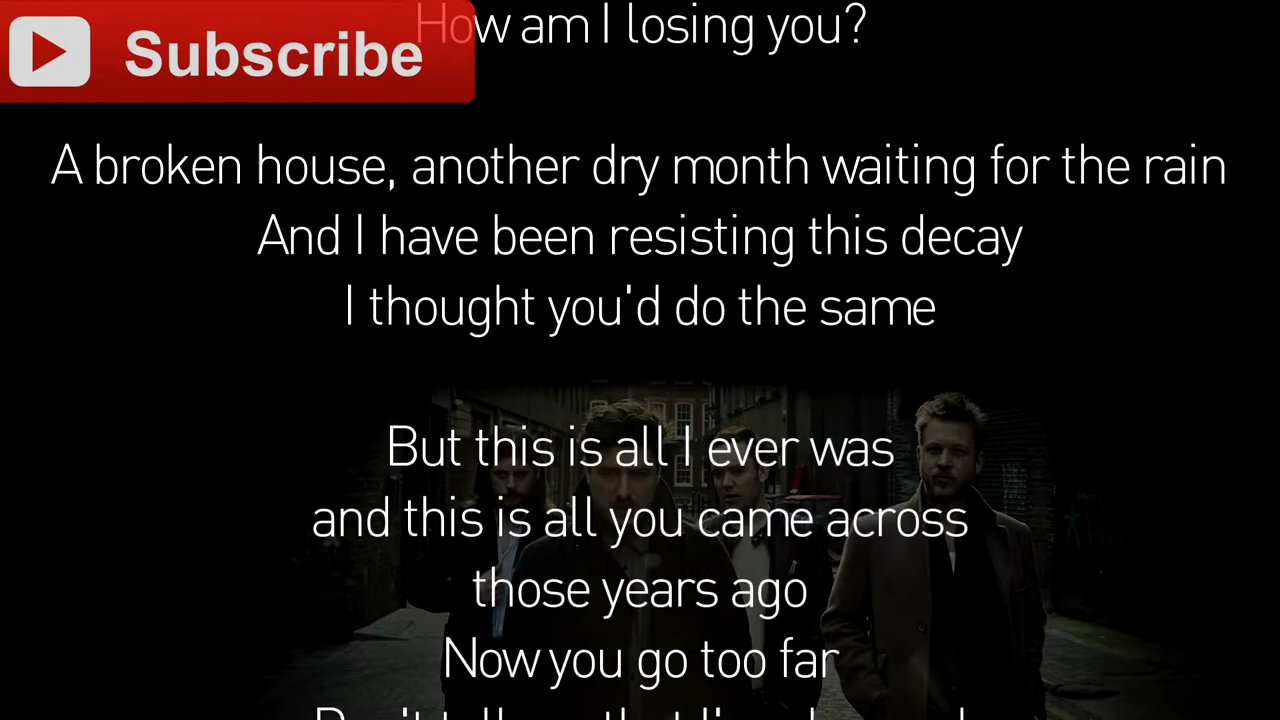 How am I losing you?
Subscribe
A broken house, another dry month waiting for the rain
And I have been resisting this decay
I thought you'd do the same
But this is all I ever was
and this is all you came across
those years ago
Now you go too far